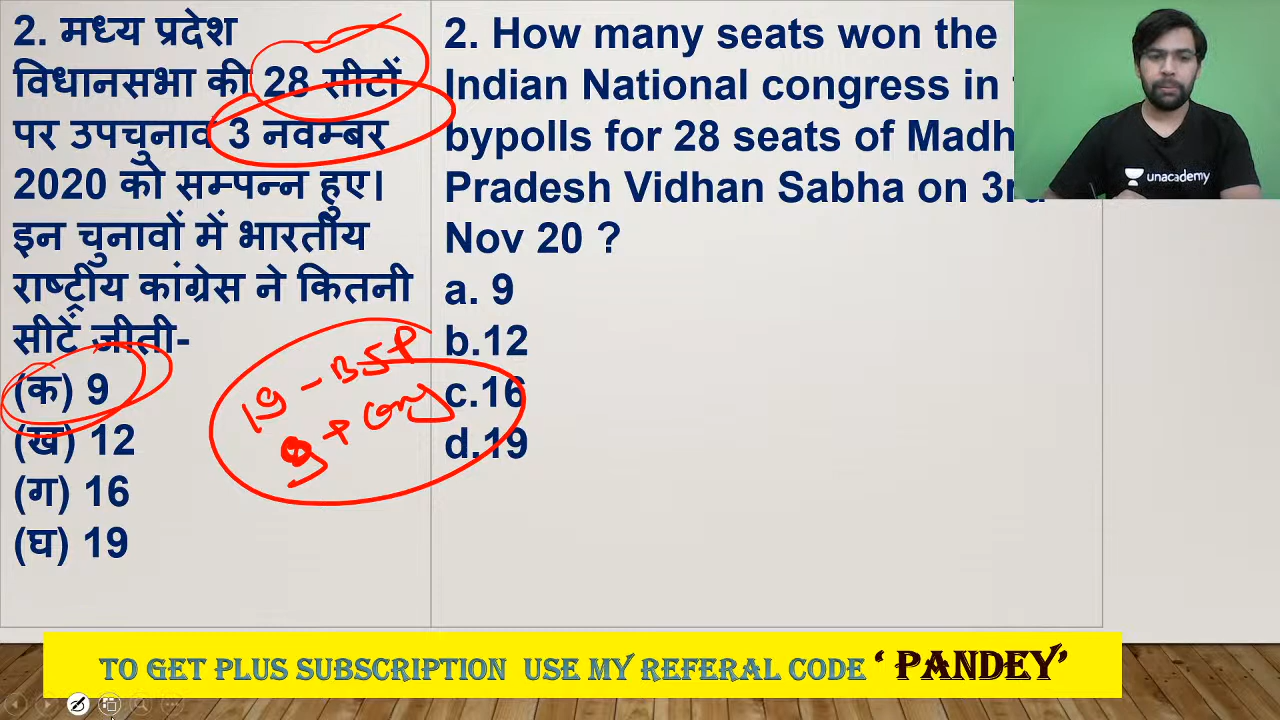 2. मध्य प्रदेश
विधानसभा की 28 सीटों
पर उपचुनाव 3 नवम्बर
2020 को सम्पन्न हुए।
इन चुनावों में भारतीय
राष्ट्रीय कांग्रेस ने कितनी
सीटें जीती-
(क) 9
(ख) 12
(ग) 16
(घ) 19
19 - BJP
9 + Cong
2. How many seats won the
Indian National congress in
bypolls for 28 seats of Madh
Pradesh Vidhan Sabha on 3r
Nov 20 ?
a. 9
b.12
c.16
d.19
unacademy
TO GET PLUS SUBSCRIPTION USE MY REFERAL CODE ‘ PANDEY’